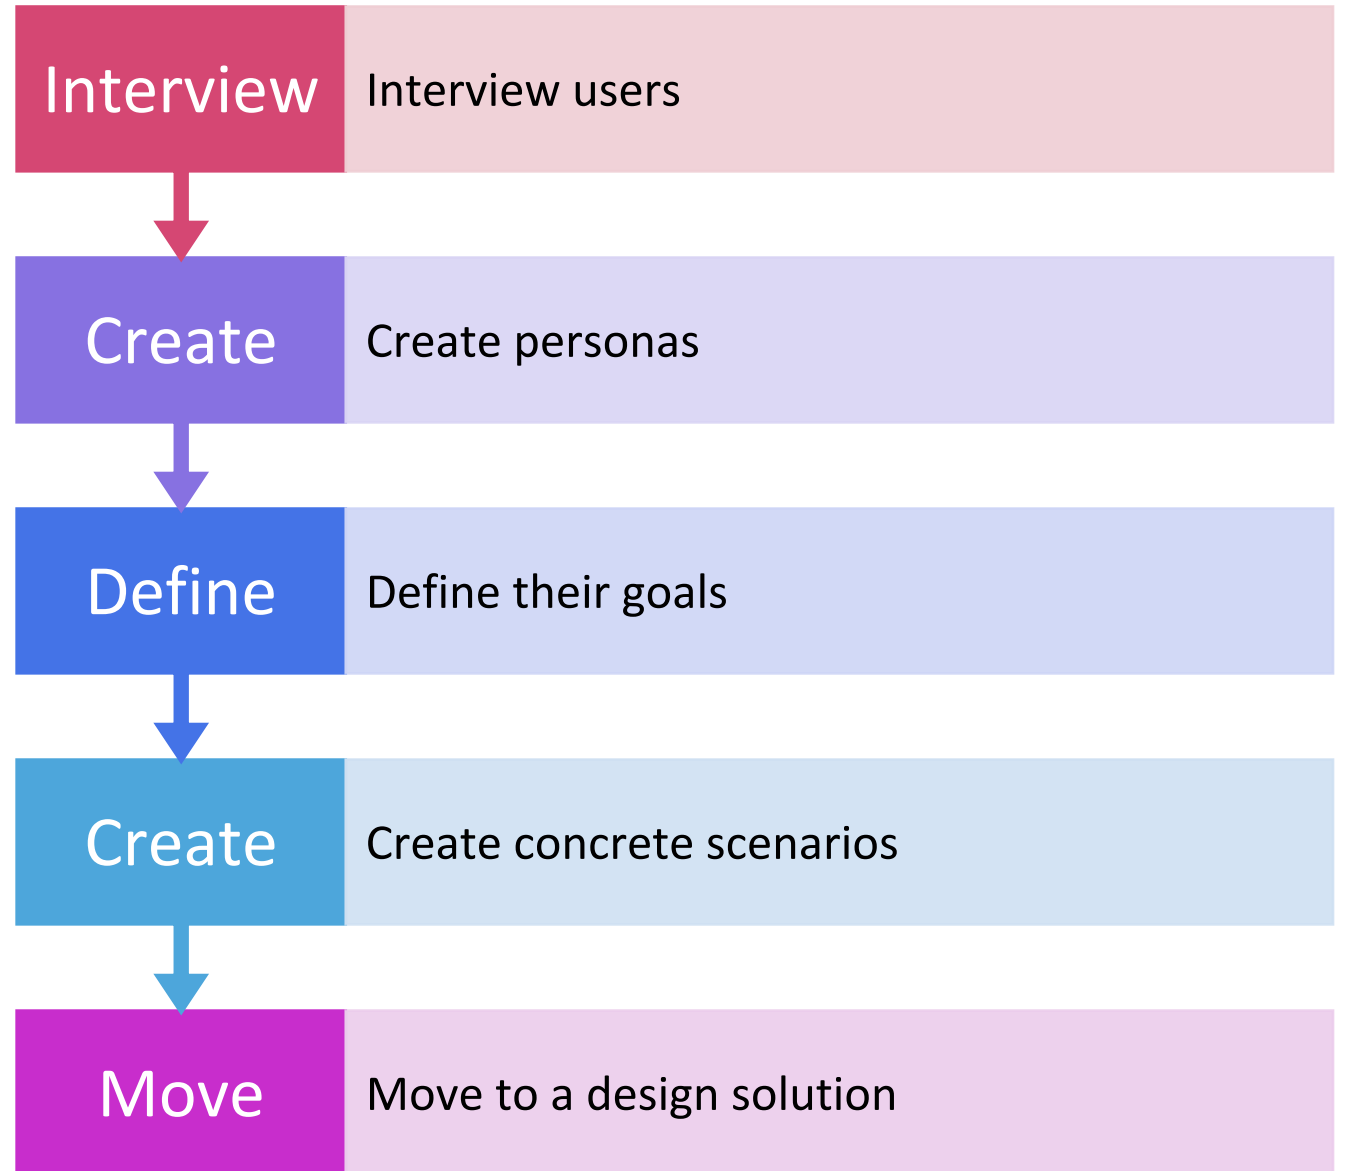 Interview
Interview users
Create
Create personas
Define
Define their goals
Create
Create concrete scenarios
Move
Move to a design solution